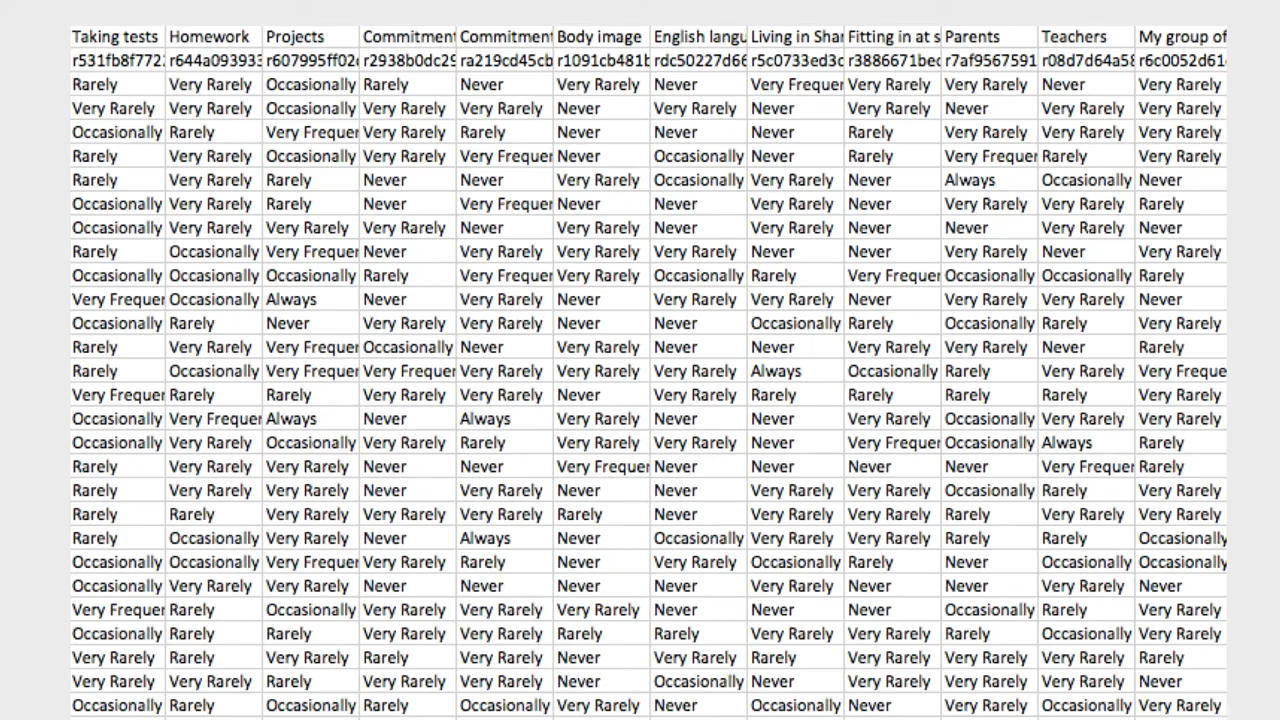 Taking tests Homework Projects Commitment Commitment Body image English langu Living in Shar Fitting in at s Parents Teachers My group of
r531fb8f772 r644a093933 r607995ff02 r2938b0dc29 ra219cd45cb r1091cb481b rdc50227d66 r5c0733ed3c r3886671bec r7af9567591 r08d7d64a58 r6c0052d61
Rarely Very Rarely Occasionally Rarely Never Very Rarely Never Very Frequer Very Rarely Very Rarely Never Very Rarely
Very Rarely Very Rarely Occasionally Very Rarely Very Rarely Never Very Rarely Never Very Rarely Never Very Rarely Very Rarely
Occasionally Rarely Very Frequer Very Rarely Rarely Never Never Never Rarely Very Rarely Very Rarely Very Rarely
Rarely Very Rarely Occasionally Very Rarely Very Frequer Never Occasionally Never Rarely Very Frequer Rarely Very Rarely
Rarely Very Rarely Rarely Never Never Very Rarely Occasionally Very Rarely Never Always Occasionally Never
Occasionally Very Rarely Rarely Never Very Frequer Never Never Very Rarely Never Very Rarely Very Rarely Rarely
Occasionally Very Rarely Very Rarely Very Rarely Never Very Rarely Never Very Rarely Never Never Very Rarely Never
Rarely Occasionally Very Frequer Never Very Rarely Very Rarely Very Rarely Never Never Very Rarely Never Very Rarely
Occasionally Occasionally Occasionally Rarely Very Frequer Very Rarely Occasionally Rarely Very Frequer Occasionally Occasionally Rarely
Very Frequer Occasionally Always Never Very Rarely Never Very Rarely Very Rarely Never Very Rarely Very Rarely Never
Occasionally Rarely Never Very Rarely Very Rarely Never Never Occasionally Rarely Occasionally Rarely Very Rarely
Rarely Very Rarely Very Frequer Occasionally Never Very Rarely Never Never Very Rarely Very Rarely Never Rarely
Rarely Occasionally Very Frequer Very Frequer Very Rarely Very Rarely Very Rarely Always Occasionally Rarely Very Rarely Very Freque
Very Frequer Rarely Rarely Very Rarely Very Rarely Never Very Rarely Rarely Rarely Rarely Rarely Very Rarely
Occasionally Very Frequer Always Never Always Very Rarely Never Never Very Rarely Occasionally Very Rarely Very Rarely
Occasionally Very Rarely Occasionally Very Rarely Rarely Very Rarely Very Rarely Never Very Frequer Occasionally Always Rarely
Rarely Very Rarely Very Rarely Never Never Very Frequer Never Never Never Never Very Frequer Rarely
Rarely Very Rarely Very Rarely Never Very Rarely Never Never Very Rarely Very Rarely Occasionally Rarely Very Rarely
Rarely Rarely Very Rarely Very Rarely Very Rarely Rarely Never Very Rarely Very Rarely Rarely Very Rarely Very Rarely
Rarely Occasionally Very Rarely Never Always Never Occasionally Very Rarely Very Rarely Rarely Rarely Occasionally
Occasionally Occasionally Very Frequer Very Rarely Rarely Never Very Rarely Occasionally Rarely Never Occasionally Occasionally
Occasionally Very Rarely Very Rarely Never Never Never Never Very Rarely Never Never Very Rarely Never
Very Frequer Rarely Occasionally Very Rarely Very Rarely Very Rarely Never Never Never Occasionally Rarely Very Rarely
Occasionally Rarely Rarely Very Rarely Very Rarely Rarely Rarely Very Rarely Very Rarely Rarely Occasionally Very Rarely
Very Rarely Rarely Very Rarely Rarely Very Rarely Never Very Rarely Rarely Very Rarely Very Rarely Very Rarely Rarely
Very Rarely Very Rarely Rarely Very Rarely Very Rarely Never Occasionally Never Very Rarely Very Rarely Very Rarely Never
Occasionally Rarely Occasionally Rarely Occasionally Very Rarely Never Occasionally Never Very Rarely Occasionally Very Rarely